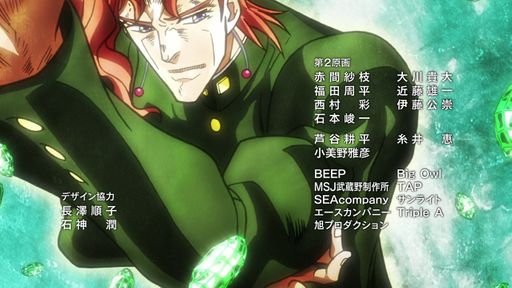 第2原画
赤間紗枝 大川貴大
福田周平 近藤雄一
西村 彩 伊藤公崇
石本峻一
芦谷耕平 糸井 恵
小美野雅彦
BEEP Big Owl
MSJ武蔵野制作所 TAP
SEAcompany サンライト
エースカンパニー Triple A
旭プロダクション
デザイン協力
長澤順子
石神 潤